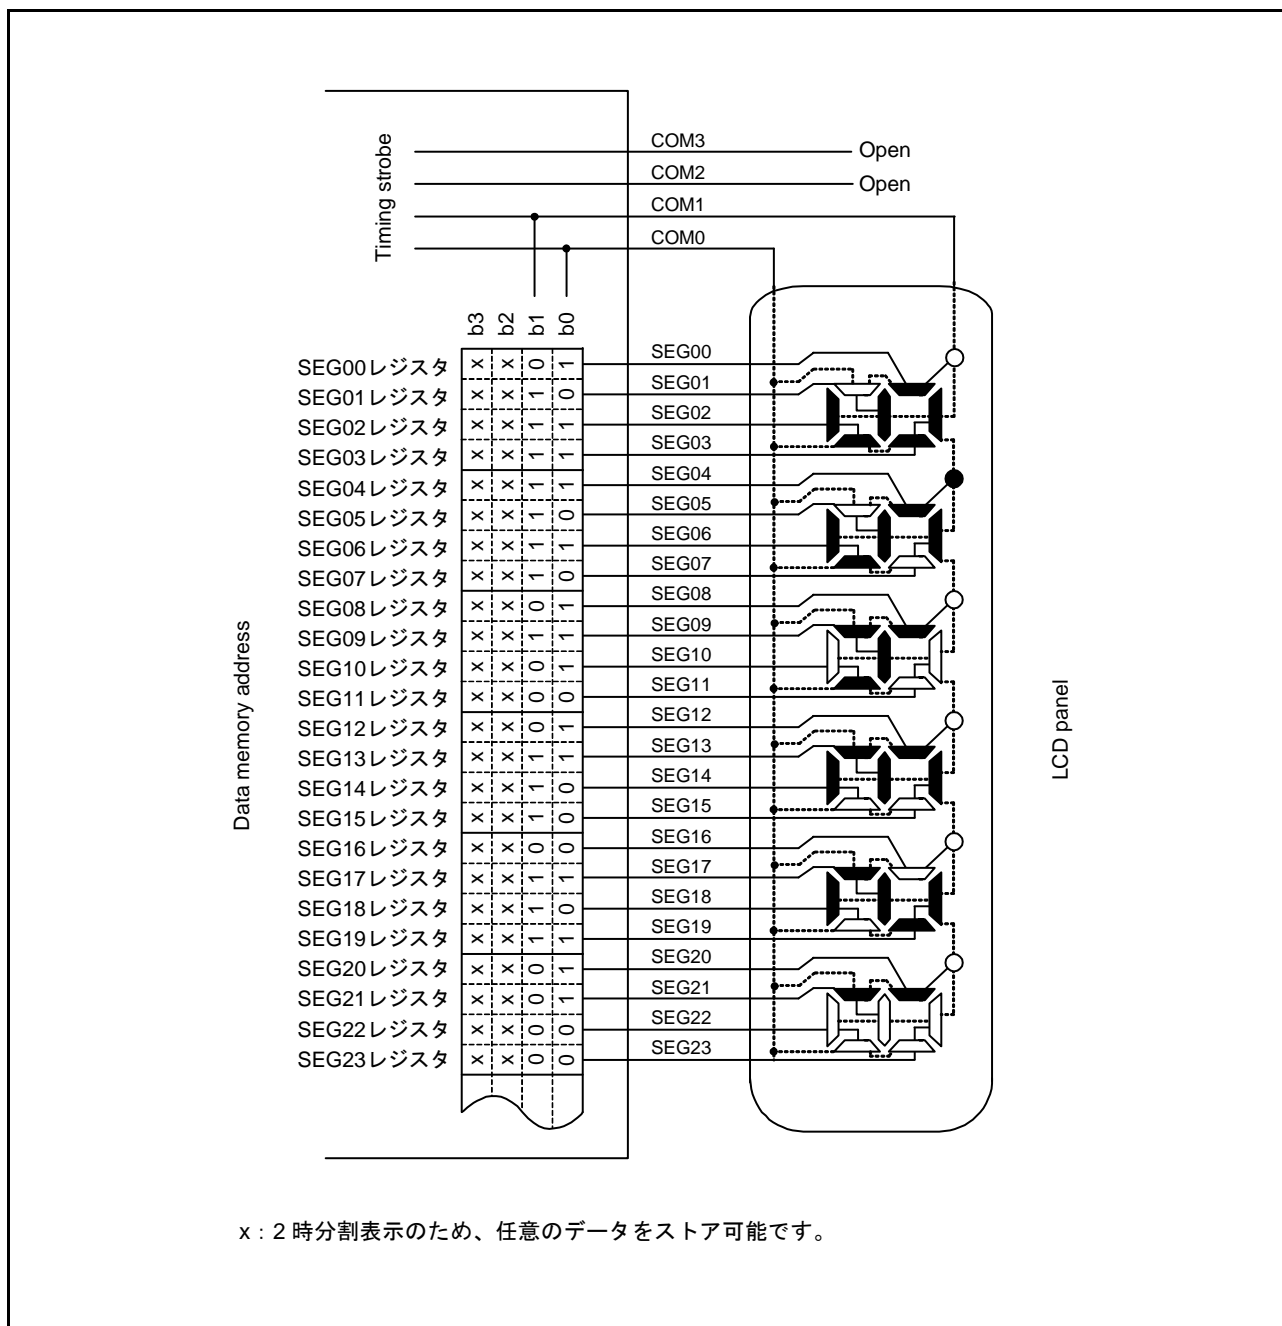 Timing strobe
COM3
Open
COM2
Open
COM1
COM0
b3 b2 b1 b0
Data memory address
SEG00レジスタ x x 0 1 SEG00
SEG01レジスタ x x 1 0 SEG01
SEG02レジスタ x x 1 1 SEG02
SEG03レジスタ x x 1 1 SEG03
SEG04レジスタ x x 1 1 SEG04
SEG05レジスタ x x 1 0 SEG05
SEG06レジスタ x x 1 1 SEG06
SEG07レジスタ x x 1 0 SEG07
SEG08レジスタ x x 0 1 SEG08
SEG09レジスタ x x 1 1 SEG09
SEG10レジスタ x x 0 1 SEG10
SEG11レジスタ x x 0 0 SEG11
SEG12レジスタ x x 0 1 SEG12
SEG13レジスタ x x 1 1 SEG13
SEG14レジスタ x x 1 0 SEG14
SEG15レジスタ x x 1 0 SEG15
SEG16レジスタ x x 0 0 SEG16
SEG17レジスタ x x 1 1 SEG17
SEG18レジスタ x x 1 0 SEG18
SEG19レジスタ x x 1 1 SEG19
SEG20レジスタ x x 0 1 SEG20
SEG21レジスタ x x 0 1 SEG21
SEG22レジスタ x x 0 0 SEG22
SEG23レジスタ x x 0 0 SEG23
LCD panel
x : 2 時分割表示のため、任意のデータをストア可能です。